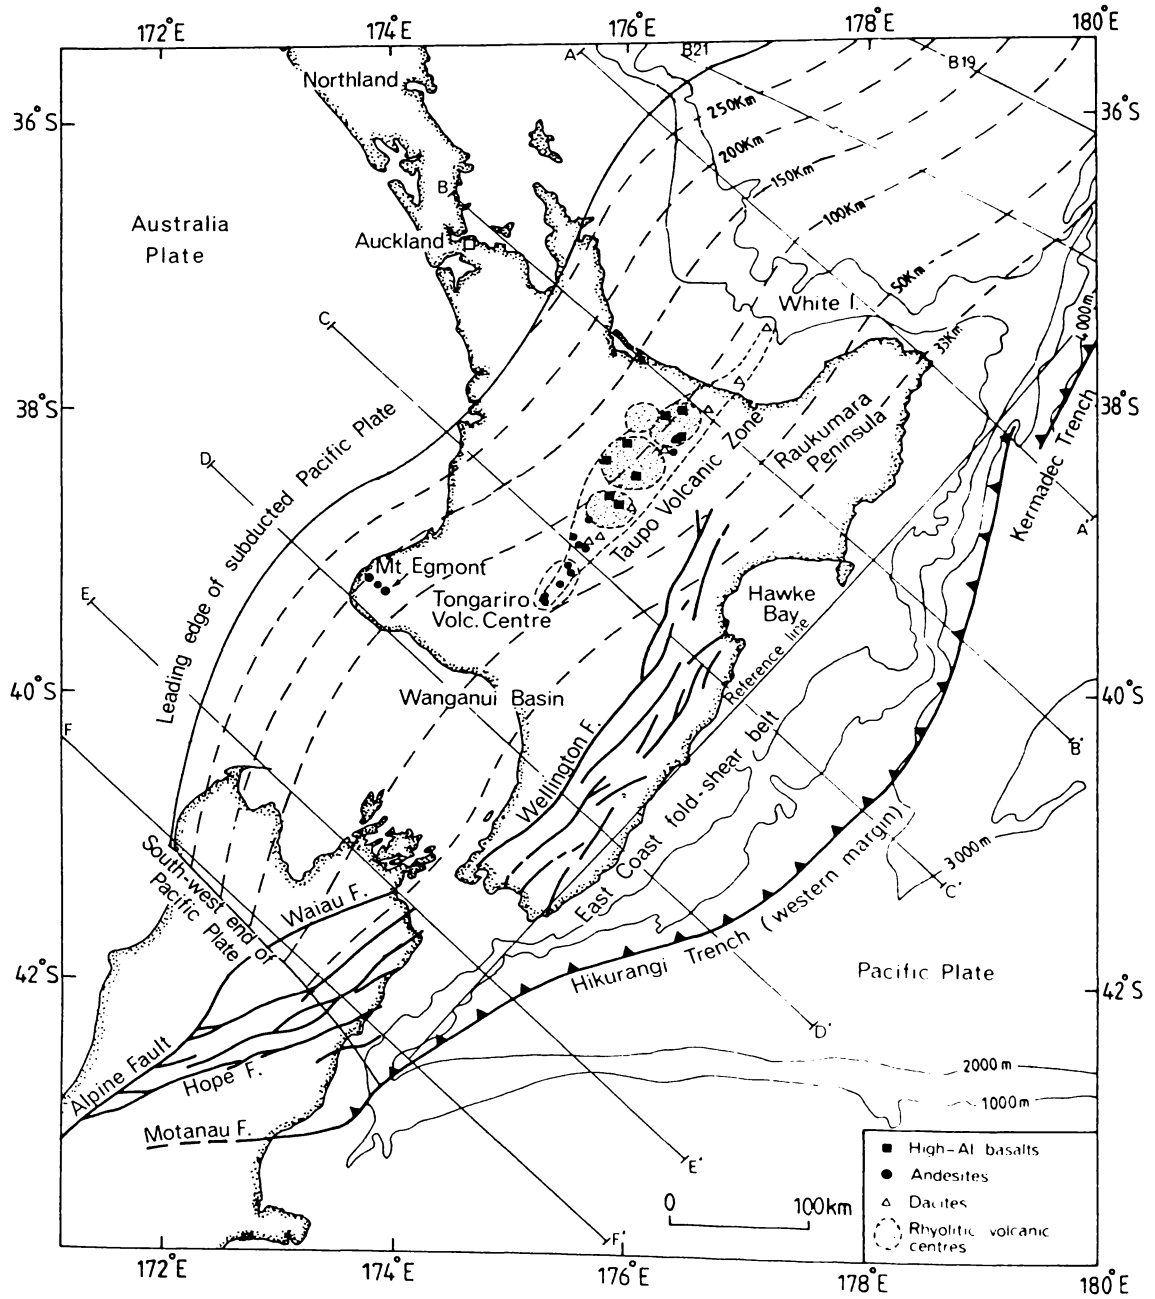 172°E
174°E
176°E
178°E
180°E
A
B21
B19
Northland
250Km
36°S
36°S
200Km
150Km
B
100Km
Australia
Plate
Auckland
50Km
White I.
4000m
C
33Km
38°S
38°S
D
Leading edge of subducted Pacific Plate
Taupo Volcanic Zone
Raukumara
Peninsula
Kermadec Trench
A'
Mt Egmont
E
Tongariro
Volc. Centre
Hawke
Bay
Reference line
40°S
40°S
Wanganui Basin
F
B'
Wellington F.
East Coast fold-shear belt
South-west end of
Pacific Plate
3000m
C'
Waiau F.
Hikurangi Trench (western margin)
Pacific Plate
42°S
42°S
D'
Alpine Fault
Hope F.
2000m
1000m
Motanau F.
E'
F'
0 100km
High-Al basalts
Andesites
Dacites
Rhyolitic volcanic
centres
172°E
174°E
176°E
178°E
180°E